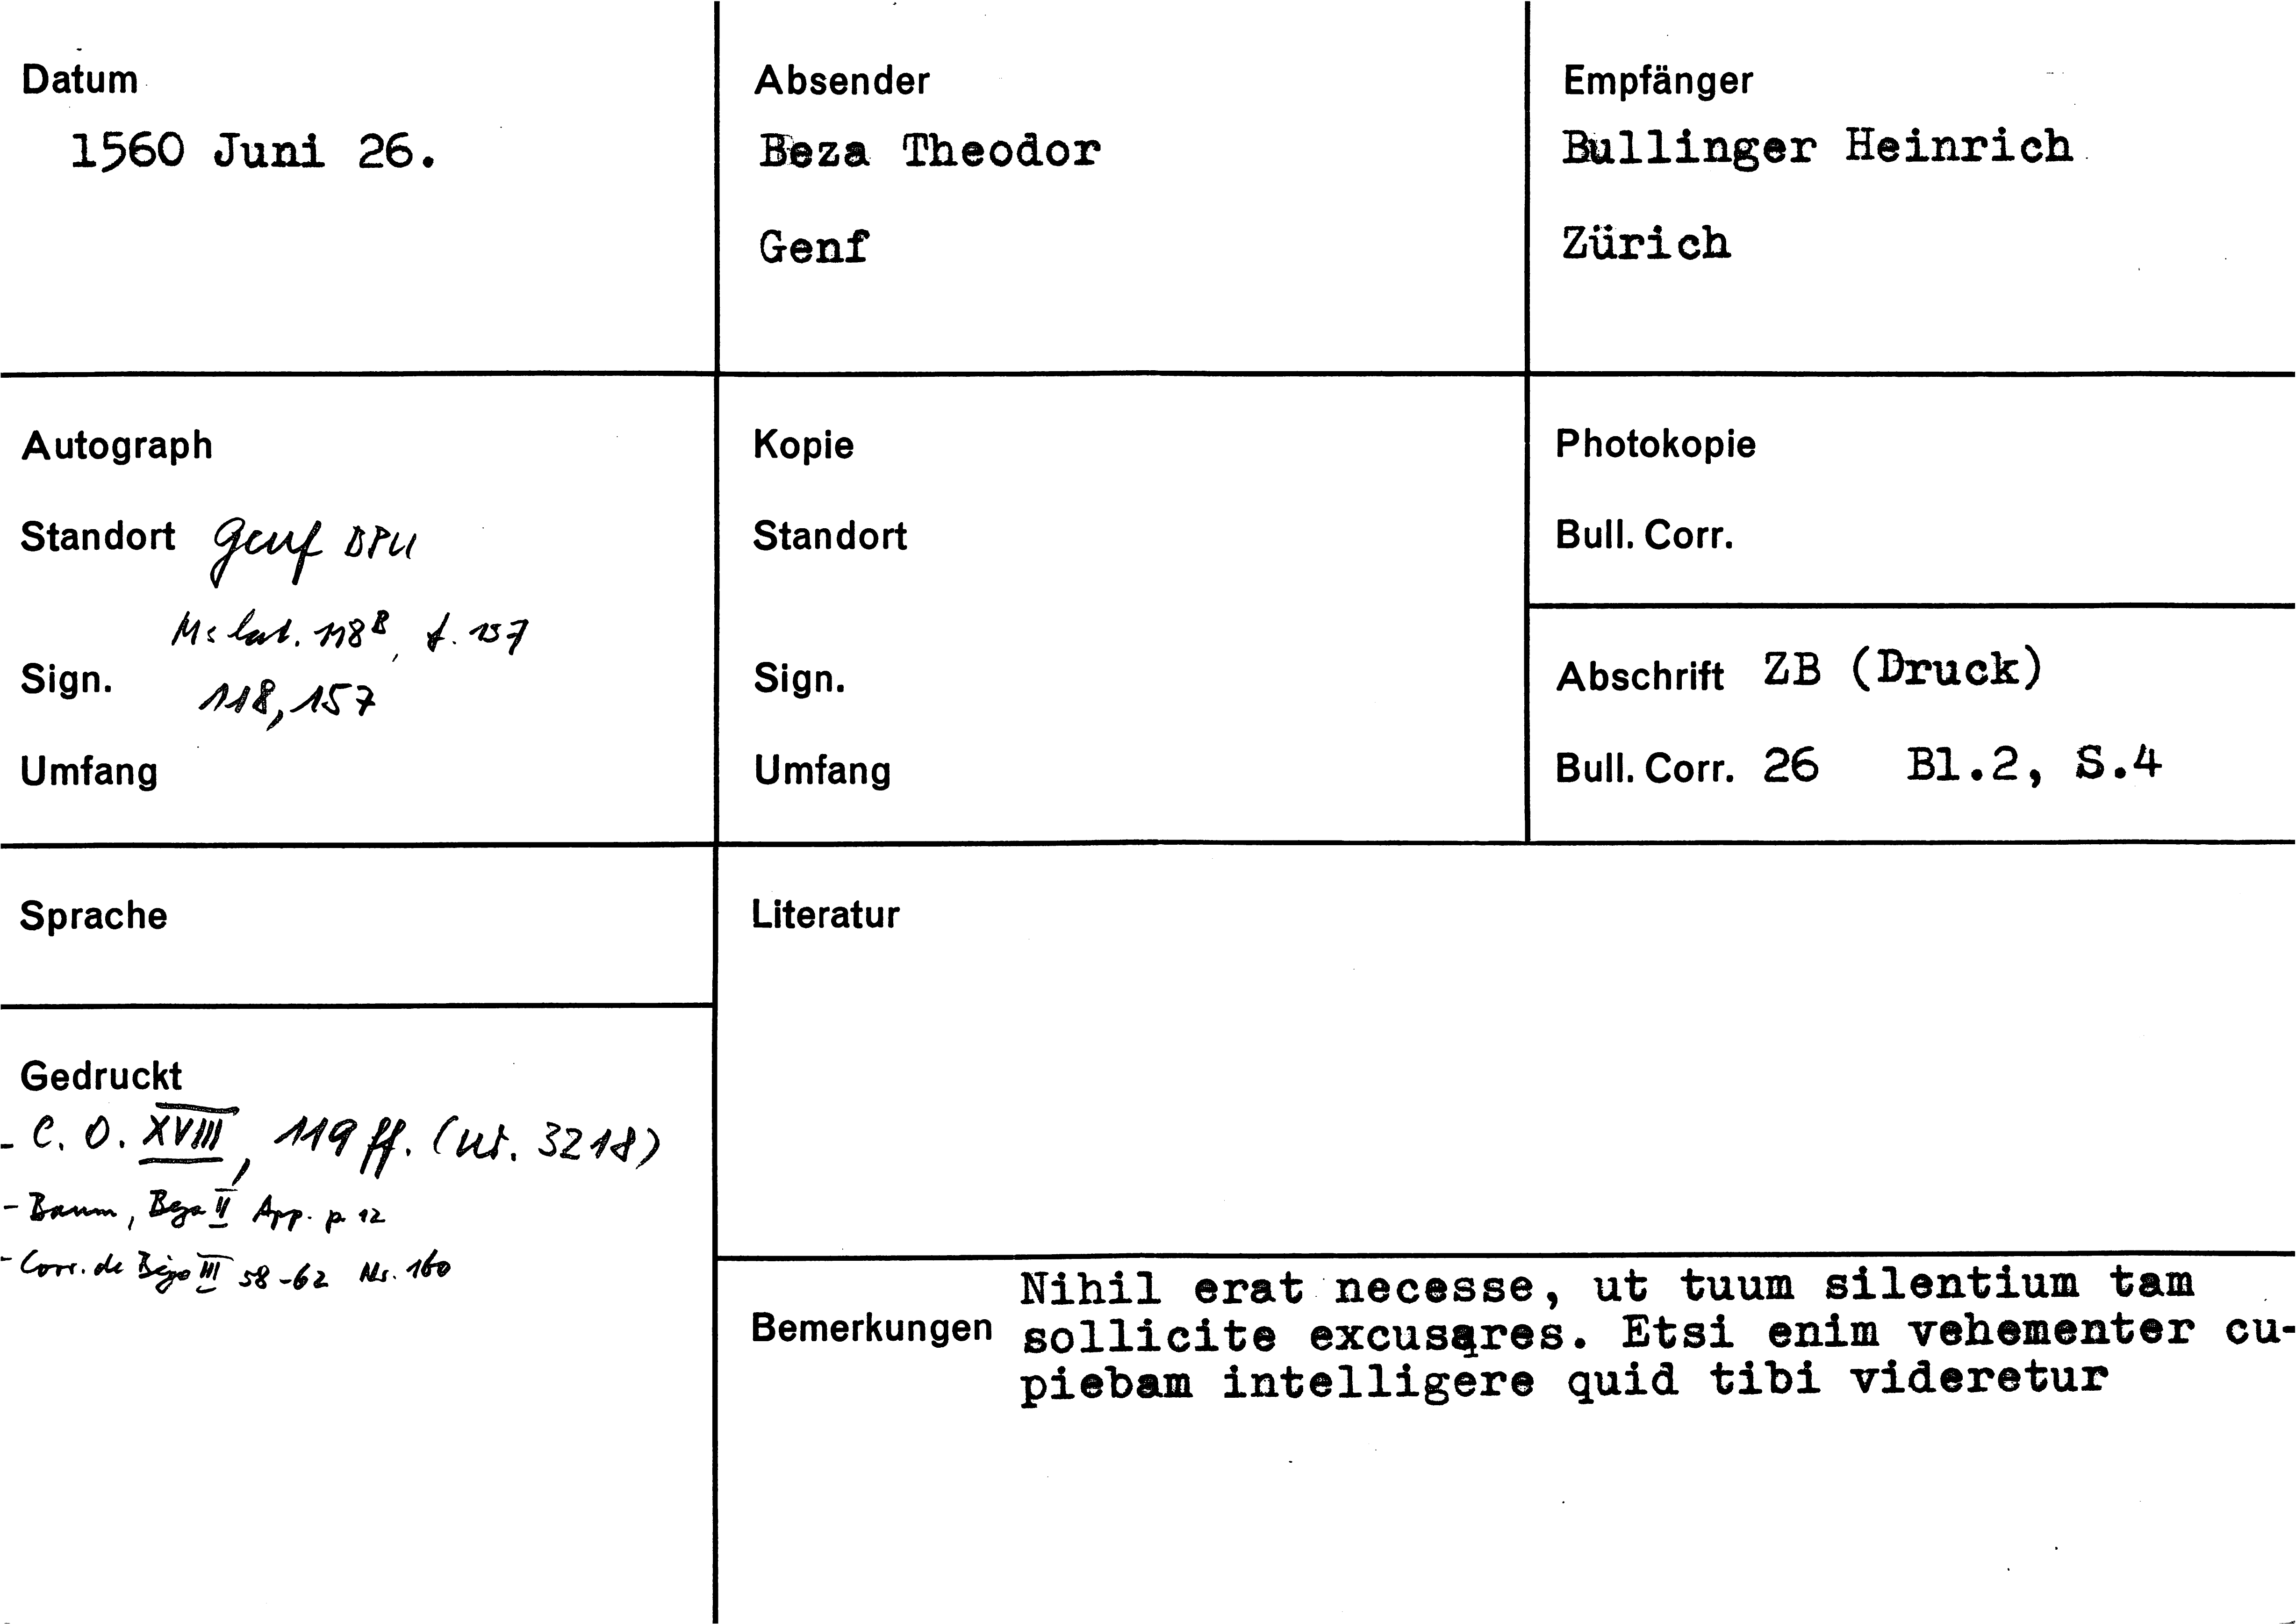 Datum
1560 Juni 26.
Absender
Beza Theodor
Genf
Empfänger
Bullinger Heinrich
Zürich
Autograph
Standort Genf BPU
Ms lat. 118 B, f. 157
Sign. 118, 157
Umfang
Kopie
Standort
Sign.
Umfang
Photokopie
Bull. Corr.
Abschrift ZB (Druck)
Bull. Corr. 26 Bl.2, S.4
Sprache
Gedruckt
- C. O. XVIII, 119 ff. (Nr. 3218)
- Baum, Beza II App. p. 12
- Corr. de Bèze III 58-62 Nr. 160
Literatur
Bemerkungen
Nihil erat necesse, ut tuum silentium tam
sollicite excusares. Etsi enim vehementer cu-
piebam intelligere quid tibi videretur